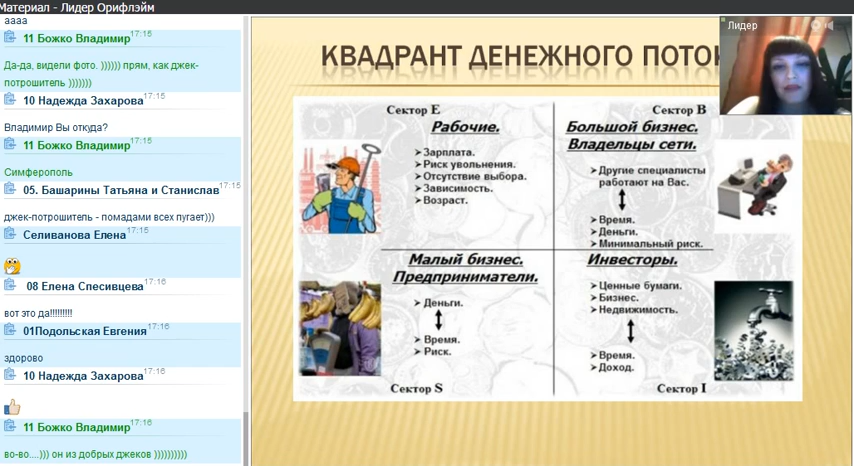 Материал - Лидер Орифлэйм
аааа
11 Божко Владимир 17:16
Да-да, видели фото. )))))) прям, как джек-
потрошитель )))))))
10 Надежда Захарова 17:15
Владимир Вы откуда?
11 Божко Владимир 17:15
Симферополь
05. Башарины Татьяна и Станислав 17:15
джек-потрошитель - помадами всех пугает)))
Селиванова Елена 17:15
08 Елена Спесивцева 17:16
вот это да!!!!!!!!!
01Подольская Евгения 17:16
здорово
10 Надежда Захарова 17:16
11 Божко Владимир 17:16
во-во....))) он из добрых джеков ))))))))))
КВАДРАНТ ДЕНЕЖНОГО ПОТОК
Лидер
Сектор E
Рабочие.
Зарплата.
Риск увольнения.
Отсутствие выбора.
Зависимость.
Возраст.
Сектор B
Большой бизнес.
Владельцы сети.
Другие специалисты
работают на Вас.
Время.
Деньги.
Минимальный риск.
Малый бизнес.
Предприниматели.
Деньги.
Время.
Риск.
Сектор S
Инвесторы.
Ценные бумаги.
Бизнес.
Недвижимость.
Время.
Доход.
Сектор I